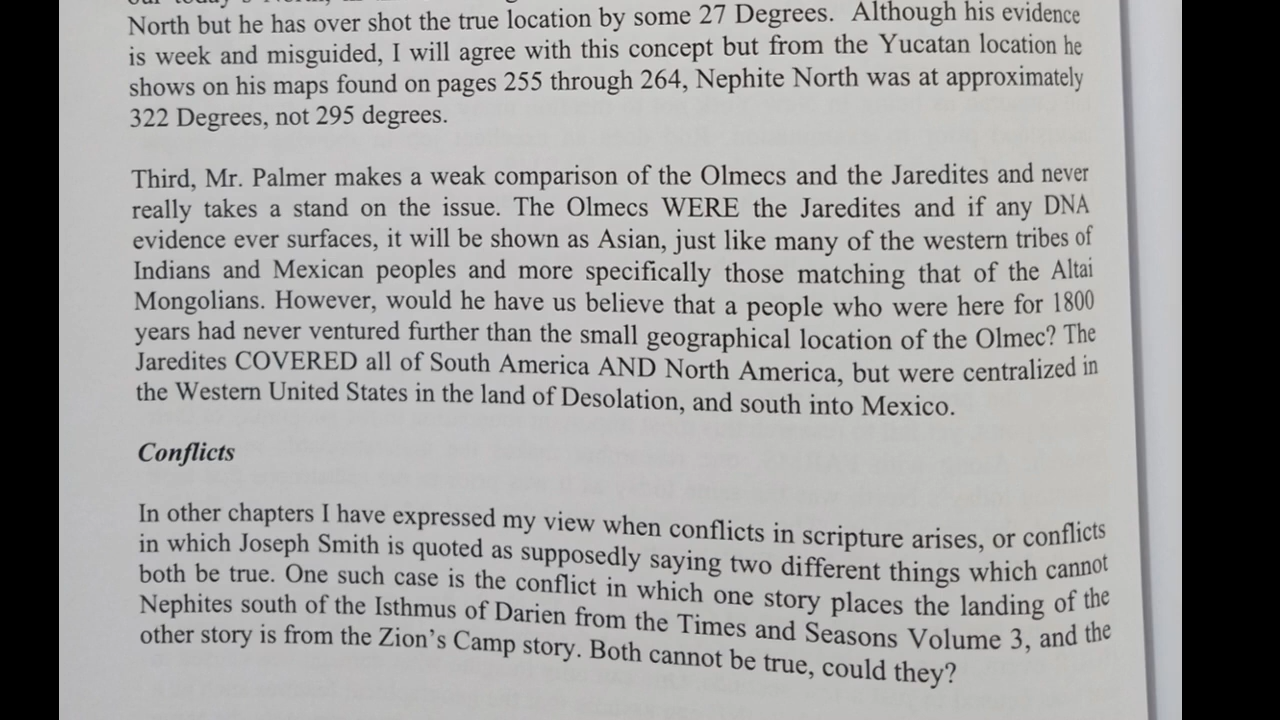 North but he has over shot the true location by some 27 Degrees. Although his evidence
is week and misguided, I will agree with this concept but from the Yucatan location he
shows on his maps found on pages 255 through 264, Nephite North was at approximately
322 Degrees, not 295 degrees.
Third, Mr. Palmer makes a weak comparison of the Olmecs and the Jaredites and never
really takes a stand on the issue. The Olmecs WERE the Jaredites and if any DNA
evidence ever surfaces, it will be shown as Asian, just like many of the western tribes of
Indians and Mexican peoples and more specifically those matching that of the Altai
Mongolians. However, would he have us believe that a people who were here for 1800
years had never ventured further than the small geographical location of the Olmec? The
Jaredites COVERED all of South America AND North America, but were centralized in
the Western United States in the land of Desolation, and south into Mexico.
Conflicts
In other chapters I have expressed my view when conflicts in scripture arises, or conflicts
in which Joseph Smith is quoted as supposedly saying two different things which cannot
both be true. One such case is the conflict in which one story places the landing of the
Nephites south of the Isthmus of Darien from the Times and Seasons Volume 3, and the
other story is from the Zion's Camp story. Both cannot be true, could they?